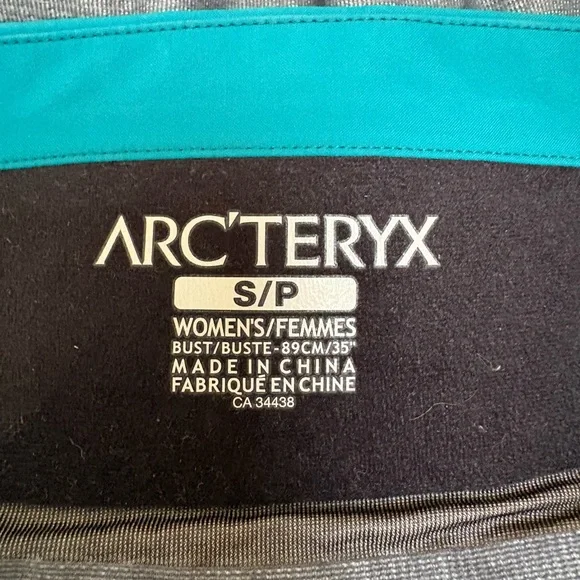 ARC'TERYX
S/P
WOMEN'S/FEMMES
BUST/BUSTE-89CM/35"
MADE IN CHINA
FABRIQUÉ EN CHINE
CA 34438